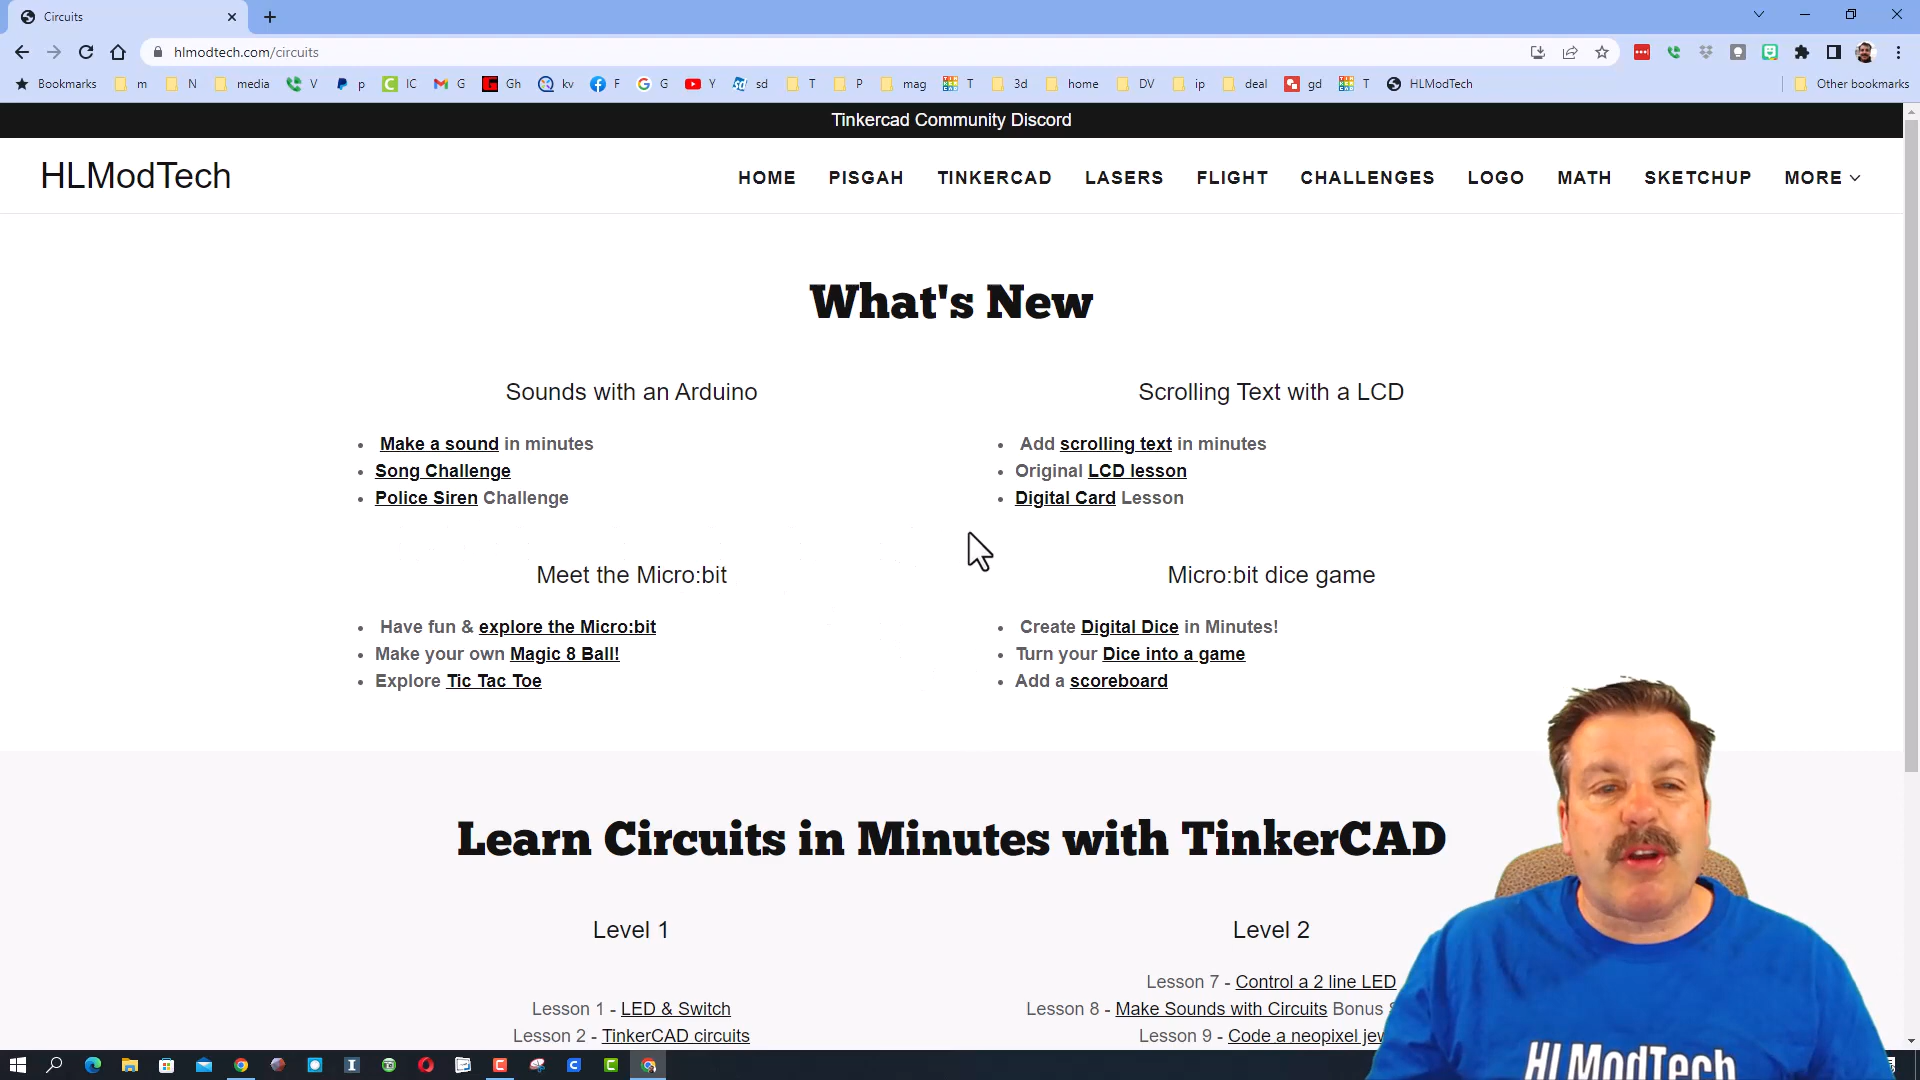 Circuits
hlmodtech.com/circuits
Bookmarks m N media V p IC G Gh kv F G Y sd T P mag T 3d home DV ip deal gd T HLModTech Other bookmarks
Tinkercad Community Discord
HLModTech
HOME PISGAH TINKERCAD LASERS FLIGHT CHALLENGES LOGO MATH SKETCHUP MORE
What's New
Sounds with an Arduino
• Make a sound in minutes
• Song Challenge
• Police Siren Challenge
Scrolling Text with a LCD
• Add scrolling text in minutes
• Original LCD lesson
• Digital Card Lesson
Meet the Micro:bit
• Have fun & explore the Micro:bit
• Make your own Magic 8 Ball!
• Explore Tic Tac Toe
Micro:bit dice game
• Create Digital Dice in Minutes!
• Turn your Dice into a game
• Add a scoreboard
Learn Circuits in Minutes with TinkerCAD
Level 1
Lesson 1 - LED & Switch
Lesson 2 - TinkerCAD circuits
Level 2
Lesson 7 - Control a 2 line LED
Lesson 8 - Make Sounds with Circuits Bonus
Lesson 9 - Code a neopixel
HLModTech